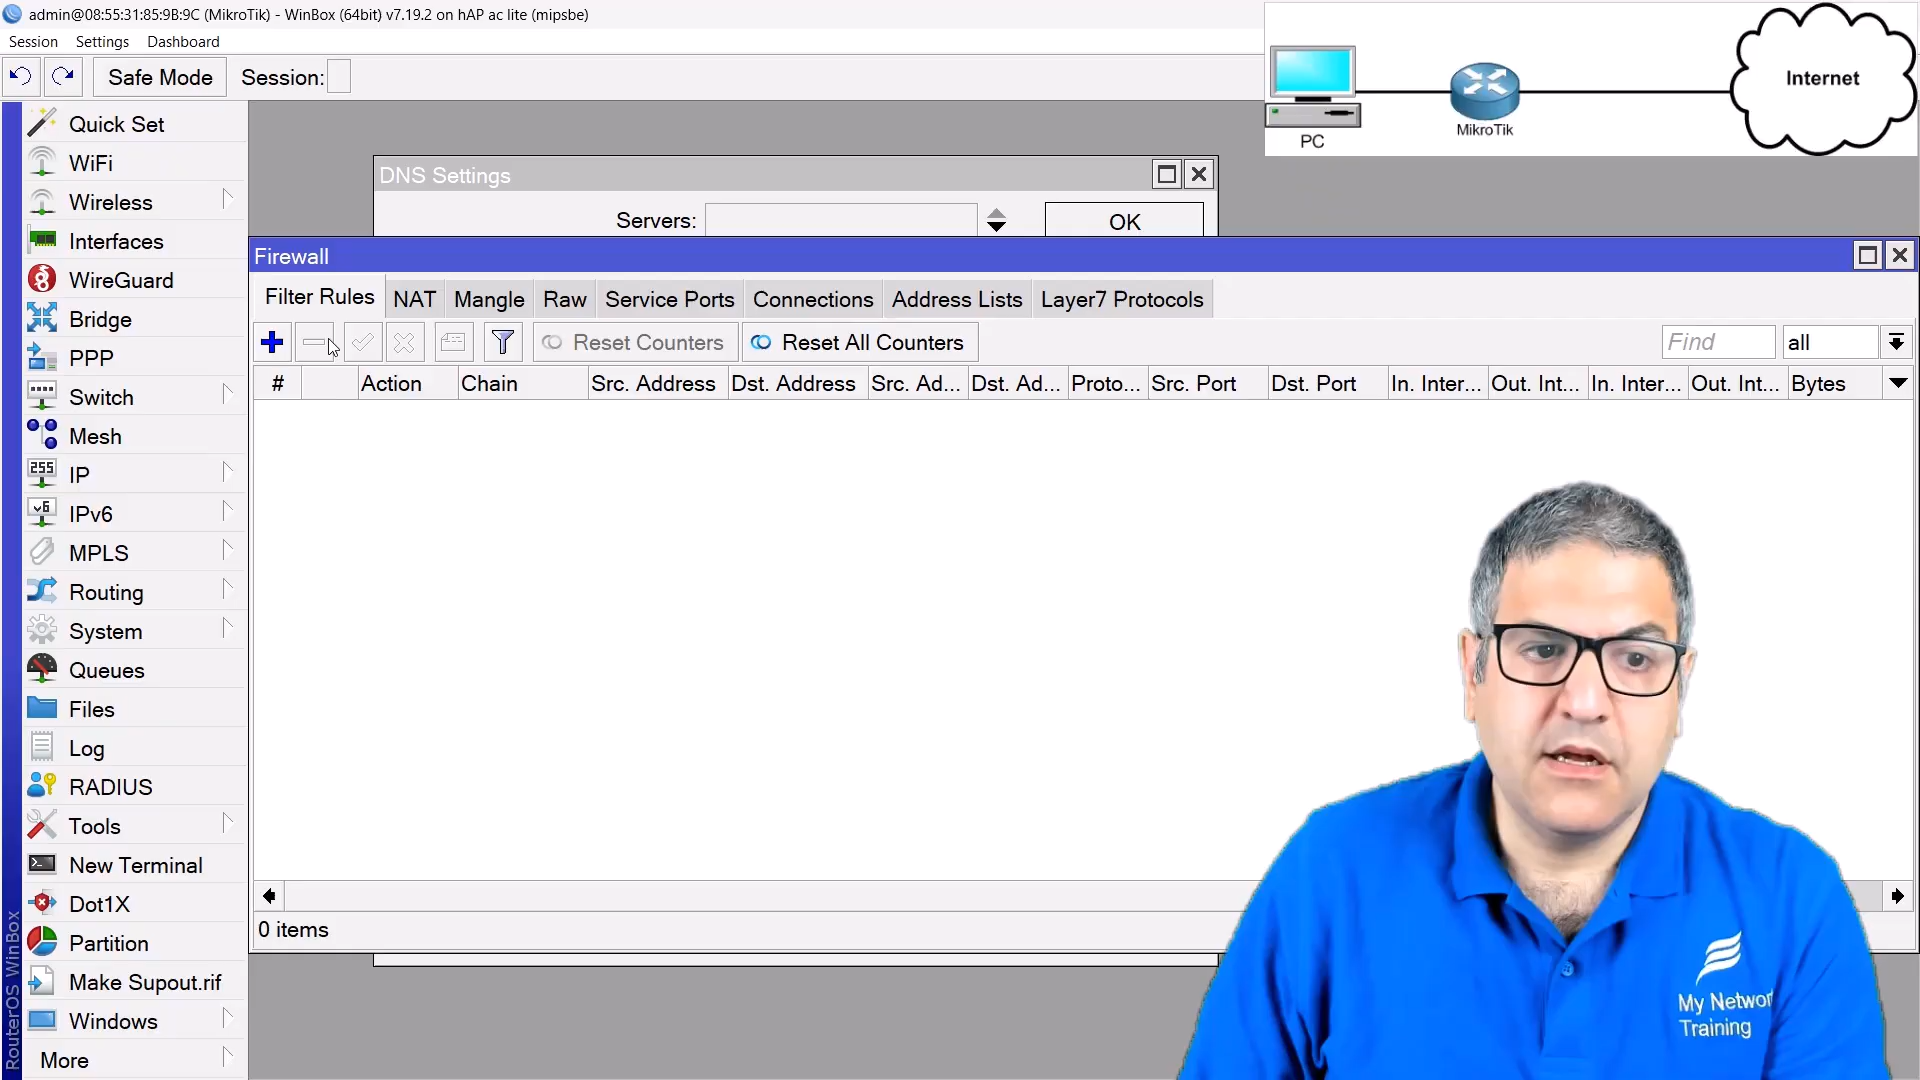 admin@08:55:31:85:9B:9C (MikroTik) - WinBox (64bit) v7.19.2 on hAP ac lite (mipsbe)
Session Settings Dashboard
Safe Mode Session:
PC
MikroTik
Internet
Quick Set
WiFi
Wireless
Interfaces
WireGuard
Bridge
PPP
Switch
Mesh
255 IP
v6 IPv6
MPLS
Routing
System
Queues
Files
Log
RADIUS
Tools
New Terminal
Dot1X
Partition
Make Supout.rif
Windows
More
RouterOS WinBox
DNS Settings
Servers: OK
Firewall
Filter Rules NAT Mangle Raw Service Ports Connections Address Lists Layer7 Protocols
Reset Counters Reset All Counters Find all
# Action Chain Src. Address Dst. Address Src. Ad... Dst. Ad... Proto... Src. Port Dst. Port In. Inter... Out. Int... In. Inter... Out. Int... Bytes
0 items
My Network
Training